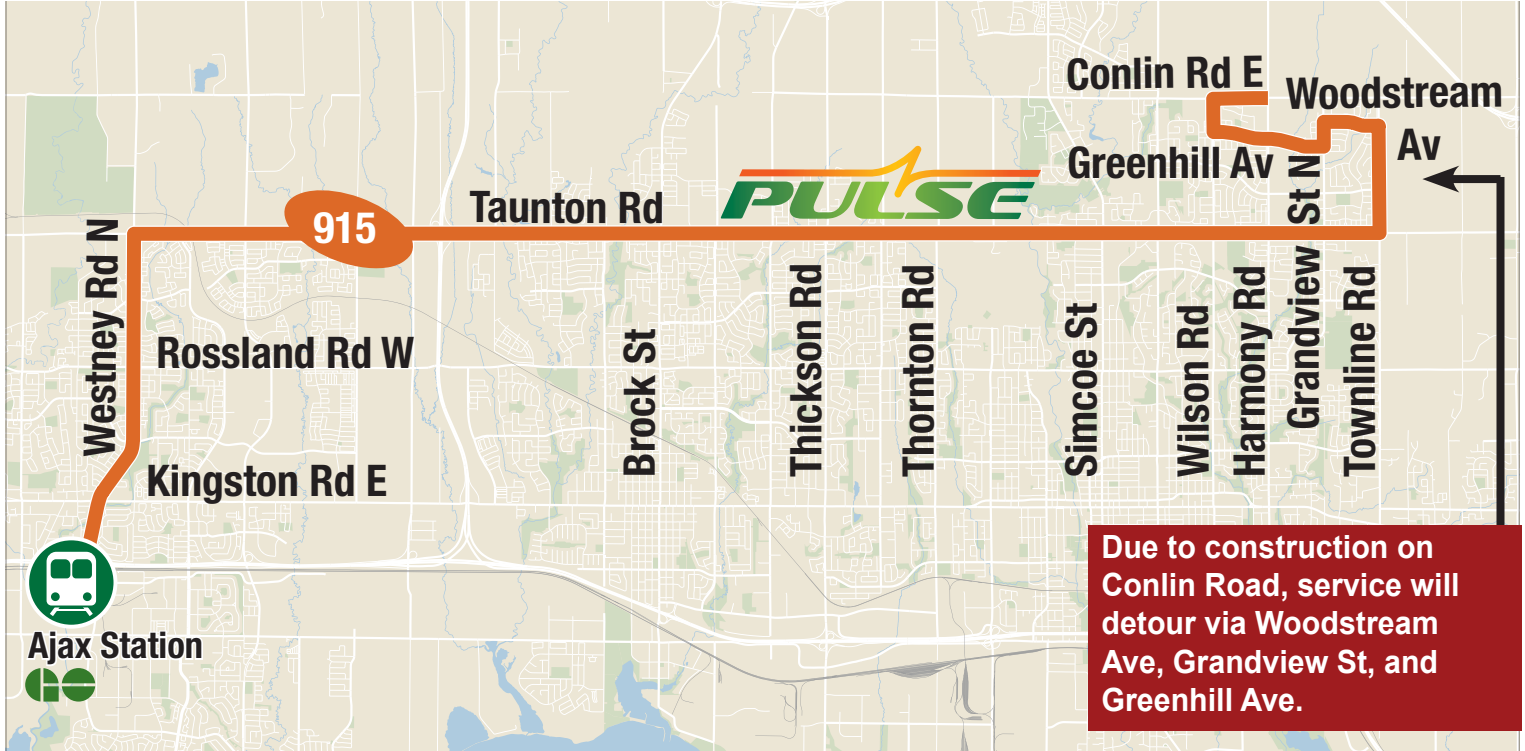 Conlin Rd E
Woodstream
Av
Greenhill Av
PULSE
Taunton Rd
915
Westney Rd N
Rossland Rd W
Kingston Rd E
Brock St
Thickson Rd
Thornton Rd
Simcoe St
Wilson Rd
Harmony Rd
Grandview St N
Townline Rd
Ajax Station
GO
Due to construction on
Conlin Road, service will
detour via Woodstream
Ave, Grandview St, and
Greenhill Ave.